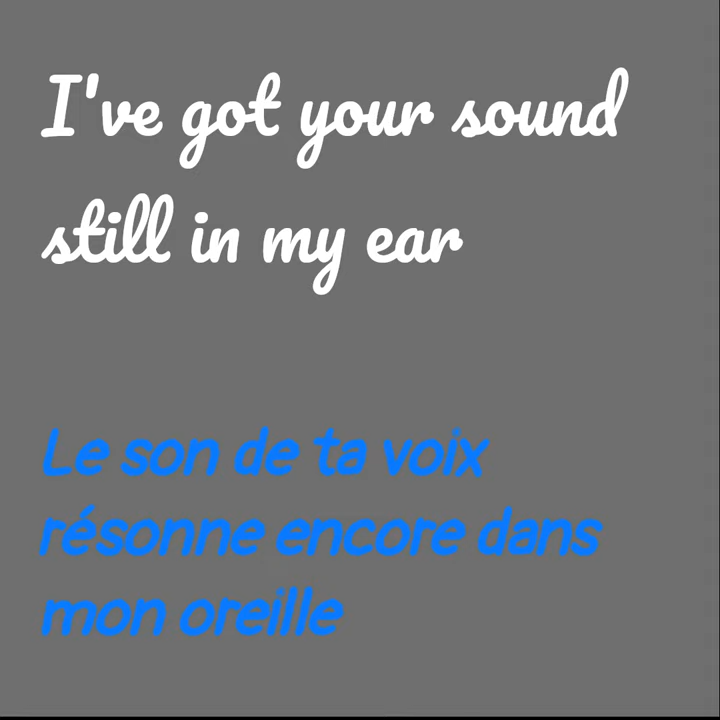 I've got your sound
still in my ear
Le son de ta voix
résonne encore dans
mon oreille